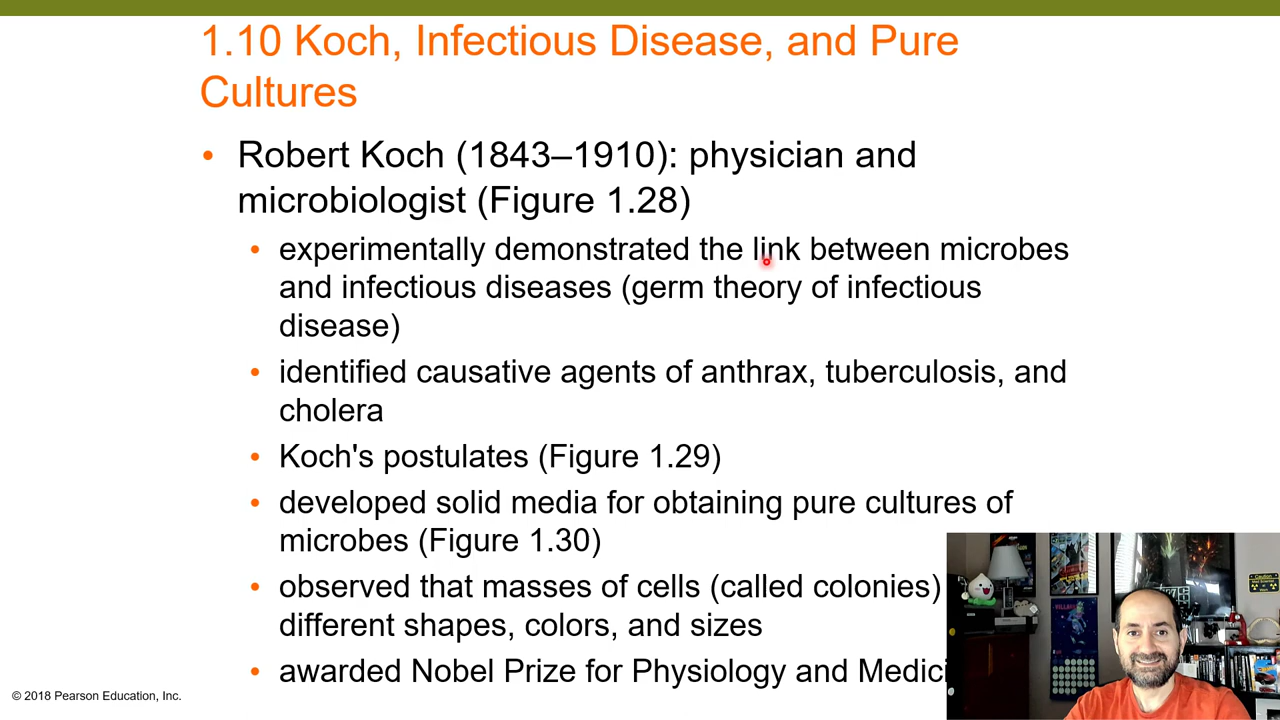 1.10 Koch, Infectious Disease, and Pure
Cultures
• Robert Koch (1843–1910): physician and
microbiologist (Figure 1.28)
• experimentally demonstrated the link between microbes
and infectious diseases (germ theory of infectious
disease)
• identified causative agents of anthrax, tuberculosis, and
cholera
• Koch's postulates (Figure 1.29)
• developed solid media for obtaining pure cultures of
microbes (Figure 1.30)
• observed that masses of cells (called colonies)
different shapes, colors, and sizes
• awarded Nobel Prize for Physiology and Medici
© 2018 Pearson Education, Inc.